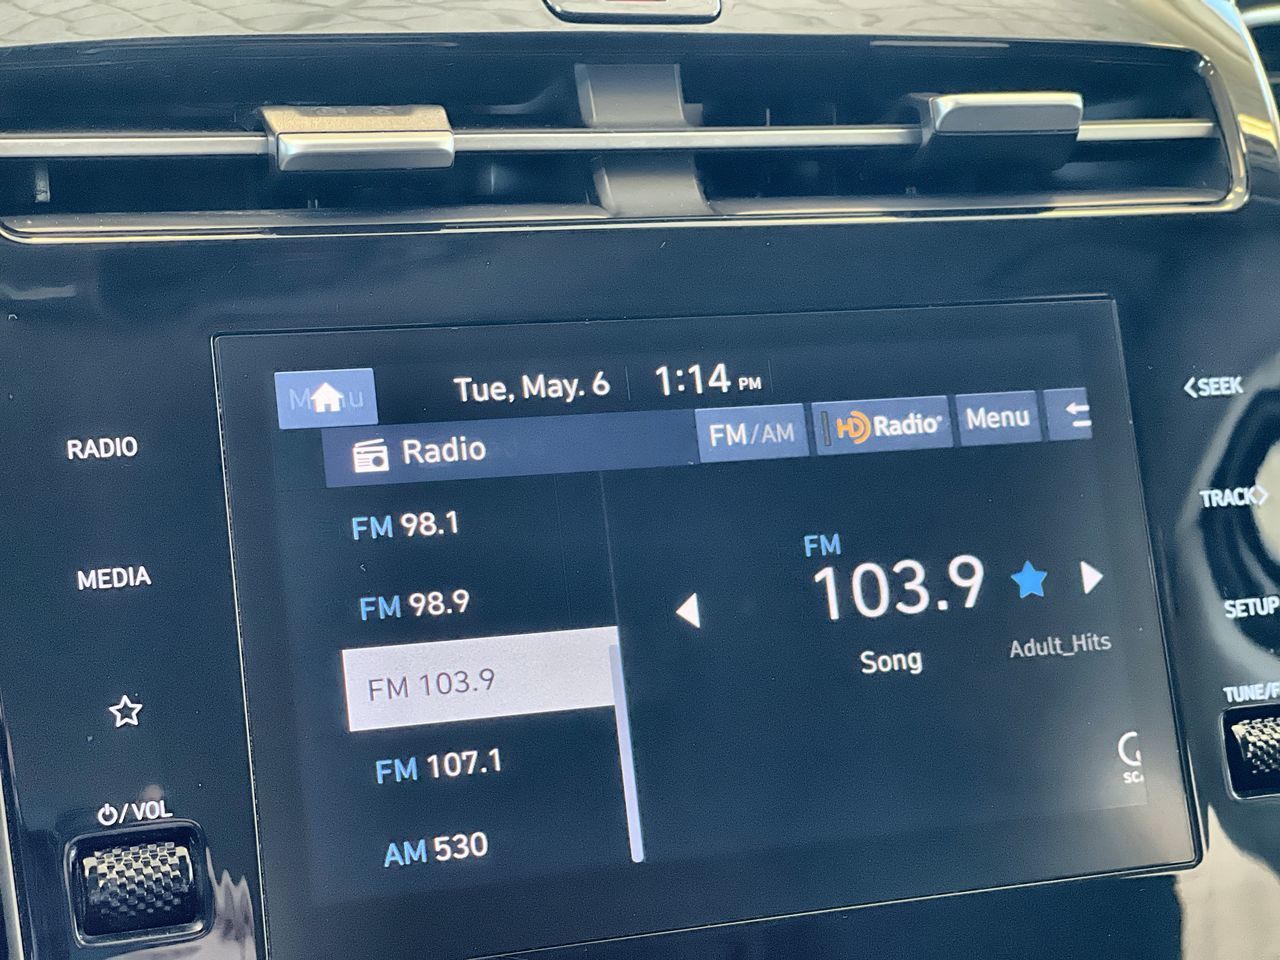 Menu
Tue, May. 6 1:14 PM
Radio FM/AM HD Radio Menu
RADIO
MEDIA
/VOL
FM 98.1
FM 98.9
FM 103.9
FM 107.1
AM 530
FM
103.9
Song
Adult_Hits
<SEEK
TRACK>
SETUP